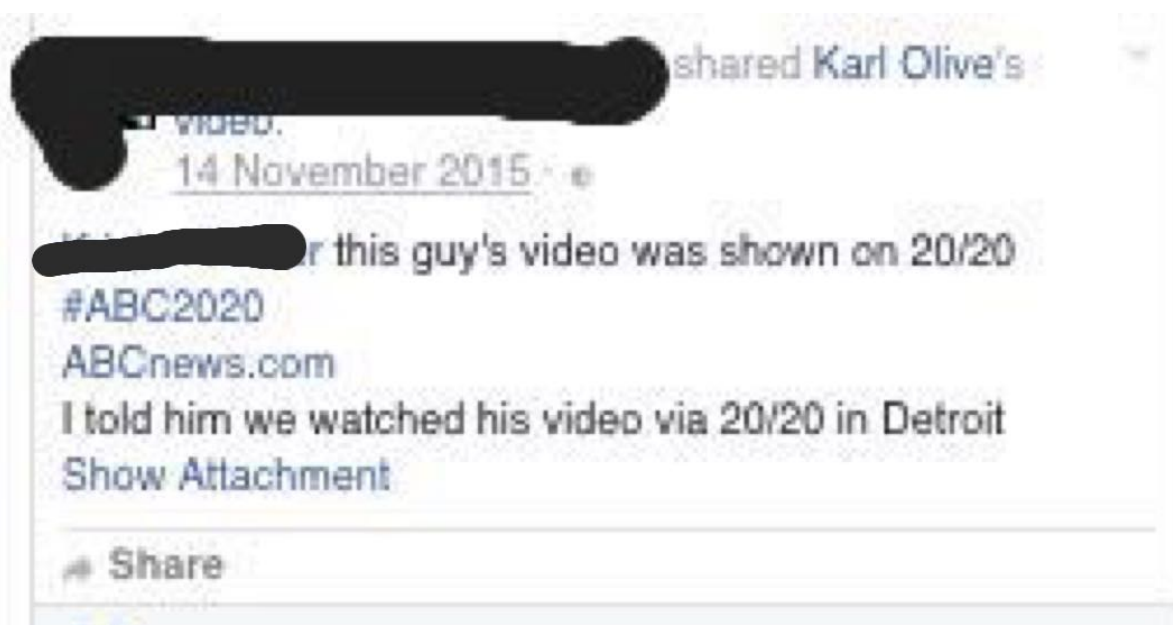 shared Karl Olive's
video.
14 November 2015
this guy's video was shown on 20/20
#ABC2020
ABCnews.com
I told him we watched his video via 20/20 in Detroit
Show Attachment
Share